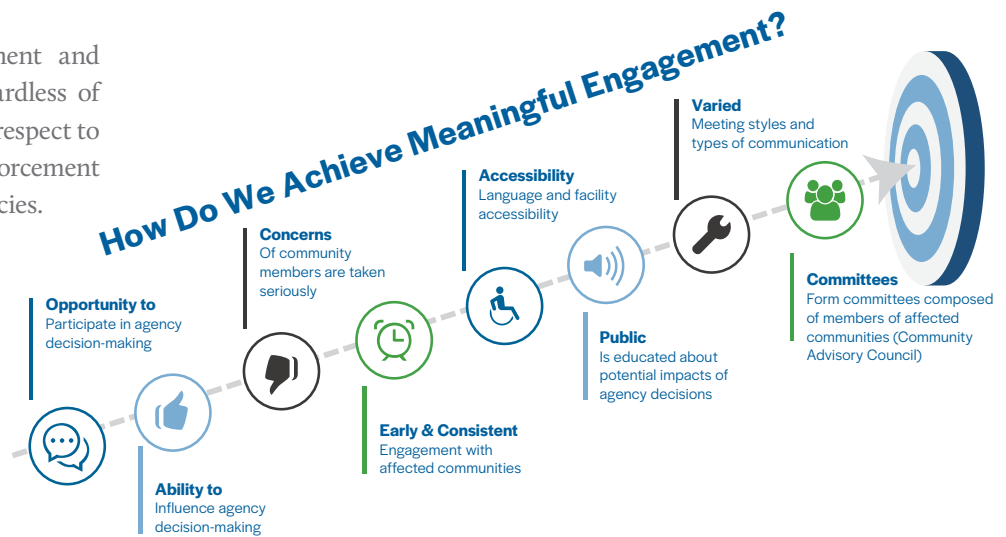 ment and
ardless of
respect to
orcement
cies.
How Do We Achieve Meaningful Engagement?
Opportunity to
Participate in agency
decision-making
Ability to
Influence agency
decision-making
Concerns
Of community
members are taken
seriously
Early & Consistent
Engagement with
affected communities
Accessibility
Language and facility
accessibility
Public
Is educated about
potential impacts of
agency decisions
Varied
Meeting styles and
types of communication
Committees
Form committees composed
of members of affected
communities (Community
Advisory Council)